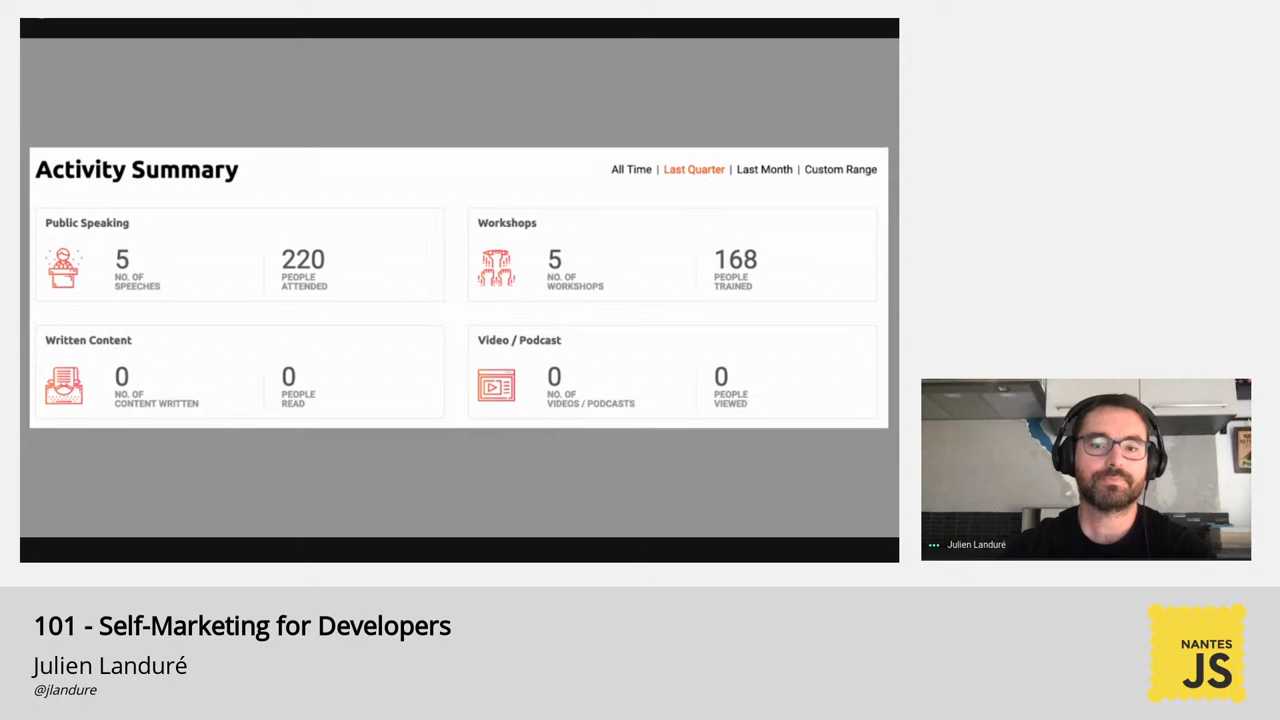 Activity Summary
All Time | Last Quarter | Last Month | Custom Range
Public Speaking
5
NO. OF
SPEECHES
220
PEOPLE
ATTENDED
Workshops
5
NO. OF
WORKSHOPS
168
PEOPLE
TRAINED
Written Content
0
NO. OF
CONTENT WRITTEN
0
PEOPLE
READ
Video / Podcast
0
NO. OF
VIDEOS / PODCASTS
0
PEOPLE
VIEWED
Julien Landuré
101 - Self-Marketing for Developers
Julien Landuré
@jlandure
NANTES
JS